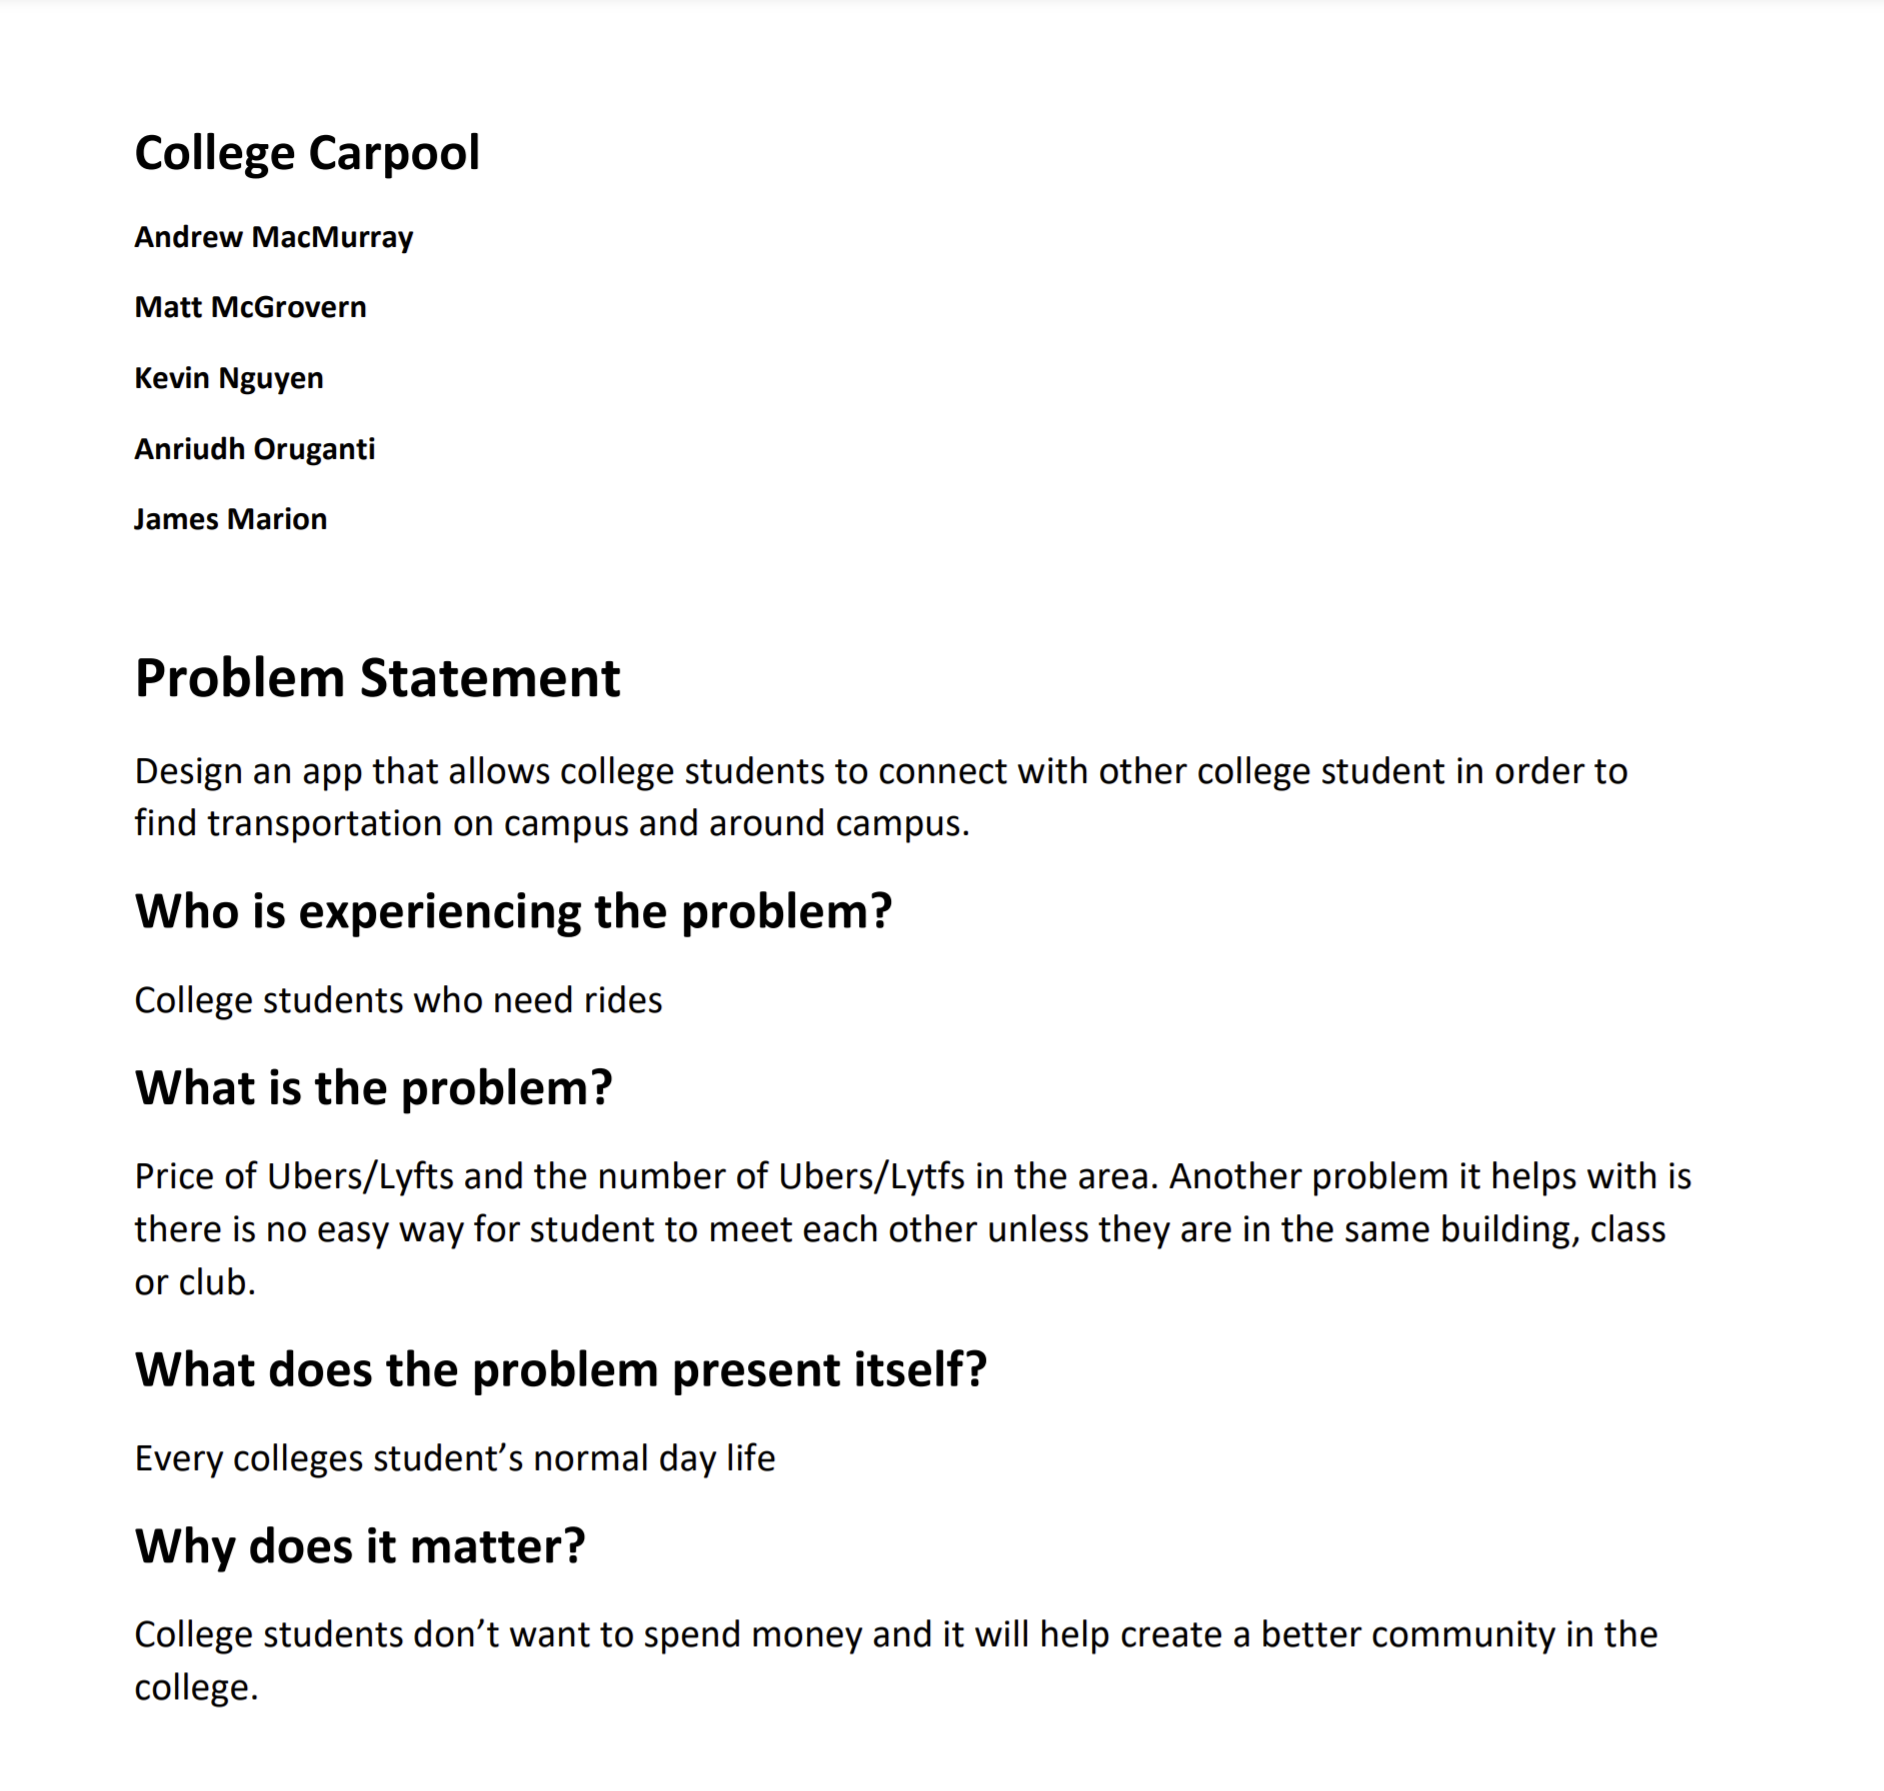 College Carpool
Andrew MacMurray
Matt McGrovern
Kevin Nguyen
Anriudh Oruganti
James Marion
Problem Statement
Design an app that allows college students to connect with other college student in order to
find transportation on campus and around campus.
Who is experiencing the problem?
College students who need rides
What is the problem?
Price of Ubers/Lyfts and the number of Ubers/Lytfs in the area. Another problem it helps with is
there is no easy way for student to meet each other unless they are in the same building, class
or club.
What does the problem present itself?
Every colleges student’s normal day life
Why does it matter?
College students don’t want to spend money and it will help create a better community in the
college.